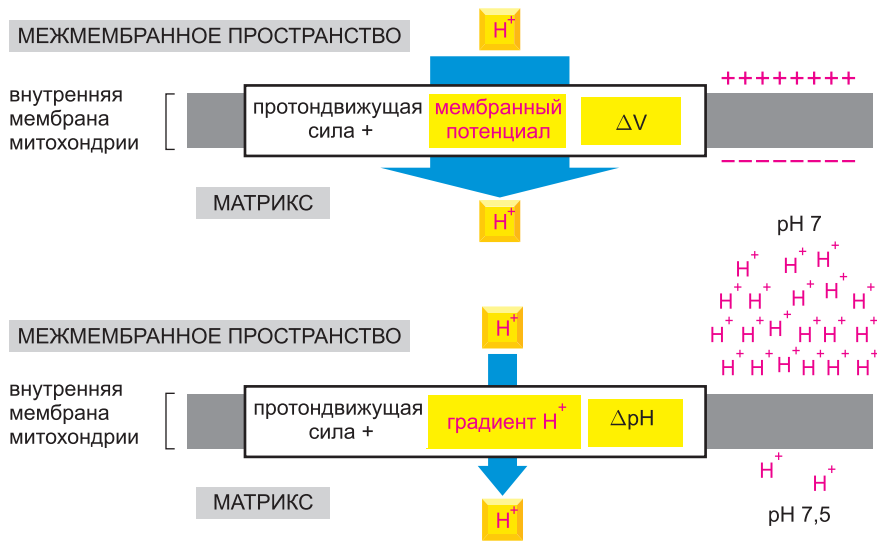 МЕЖМЕМБРАННОЕ ПРОСТРАНСТВО
H+
++++++++
внутренняя
мембрана
митохондрии
протондвижущая
сила +
мембранный
потенциал
ΔV
– – – – – – – –
МАТРИКС
H+
pH 7
H+ H+ H+
H+ H+ H+ H+ H+
H+ H+ H+ H+ H+ H+
H+ H+ H+ H+ H+ H+
МЕЖМЕМБРАННОЕ ПРОСТРАНСТВО
H+
внутренняя
мембрана
митохондрии
протондвижущая
сила +
градиент H+
ΔpH
H+ H+
pH 7,5
МАТРИКС
H+